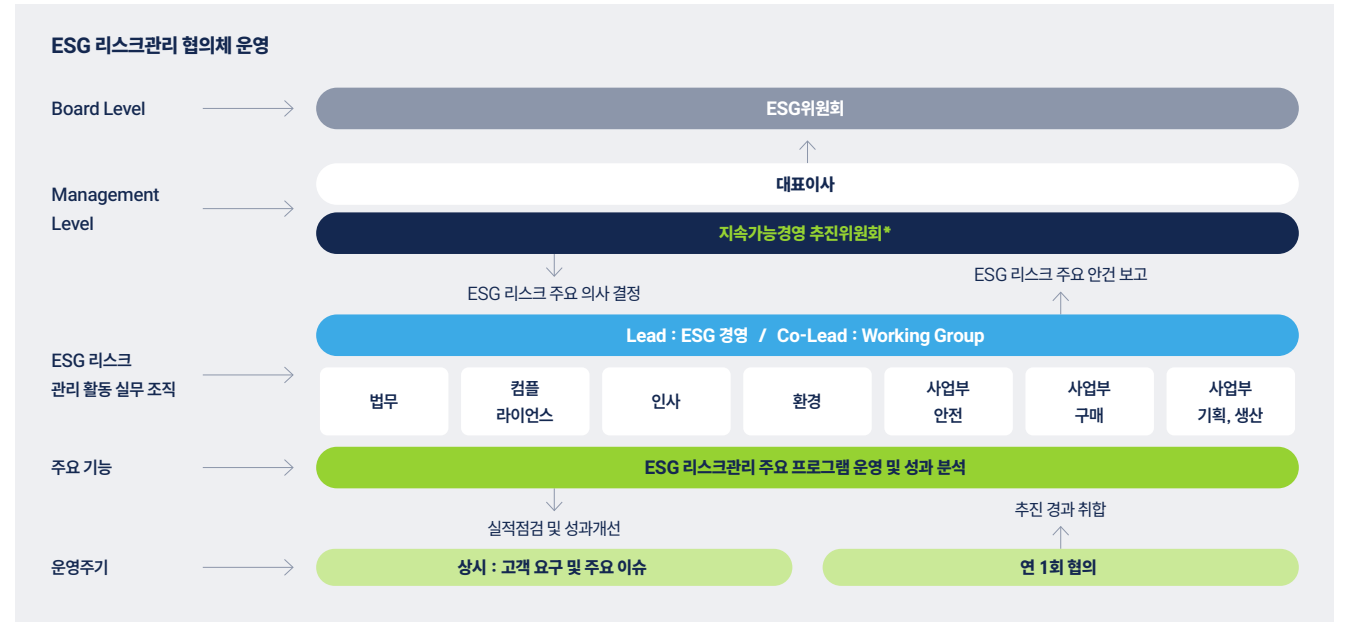 ESG 리스크관리 협의체 운영
Board Level
ESG위원회
Management
Level
대표이사
지속가능경영 추진위원회*
ESG 리스크 주요 의사 결정
ESG 리스크 주요 안건 보고
ESG 리스크
관리 활동 실무 조직
Lead : ESG 경영 / Co-Lead : Working Group
법무
컴플
라이언스
인사
환경
사업부
안전
사업부
구매
사업부
기획, 생산
주요 기능
ESG 리스크관리 주요 프로그램 운영 및 성과 분석
실적점검 및 성과개선
추진 경과 취합
운영주기
상시 : 고객 요구 및 주요 이슈
연 1회 협의